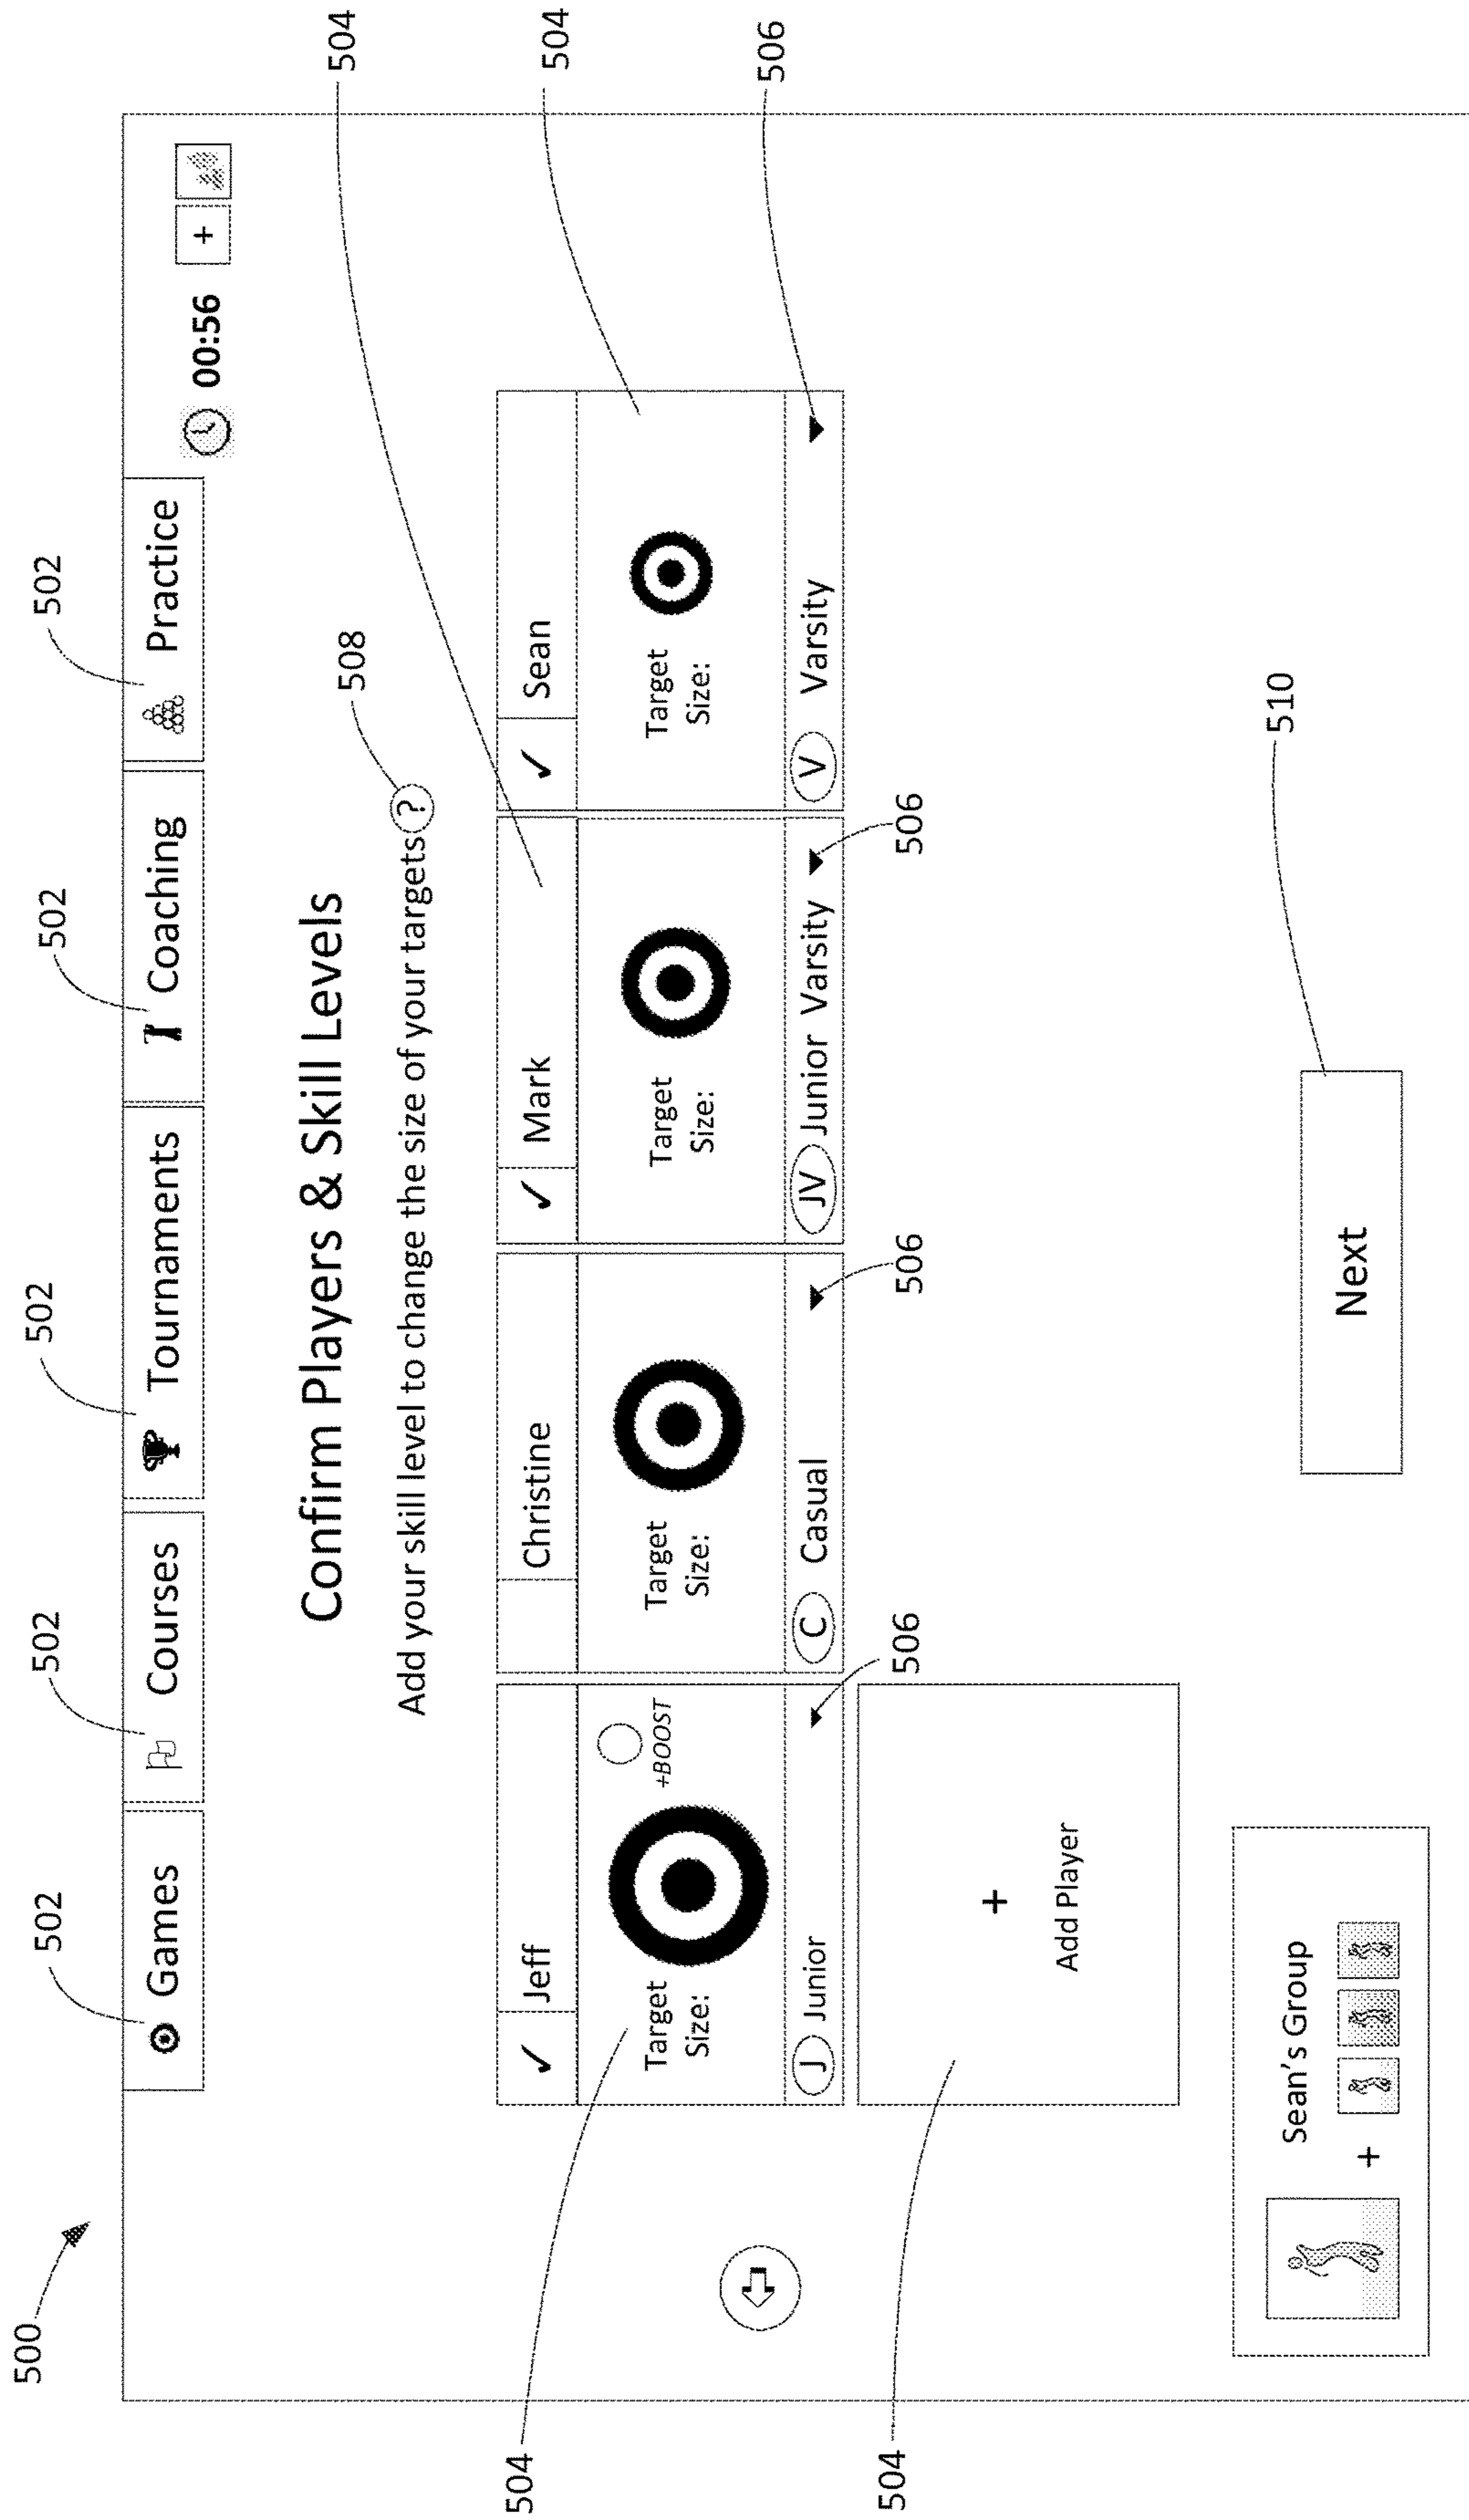 500
502
502
502
502
502
Games
Courses
Tournaments
Coaching
Practice
00:56
+
504
504
506
Confirm Players & Skill Levels
508
Add your skill level to change the size of your targets ?
✓ Jeff
Christine
✓ Mark
✓ Sean
Target
Size:
+BOOST
Target
Size:
Target
Size:
Target
Size:
J Junior
C Casual
JV Junior Varsity
V Varsity
506
506
506
504
504
+
Add Player
Sean's Group
+
Next
510